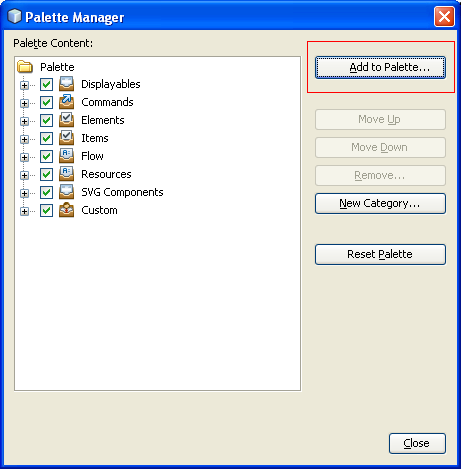 Palette Manager
Palette Content:
Palette
Displayables
Commands
Elements
Items
Flow
Resources
SVG Components
Custom
Add to Palette...
Move Up
Move Down
Remove...
New Category...
Reset Palette
Close